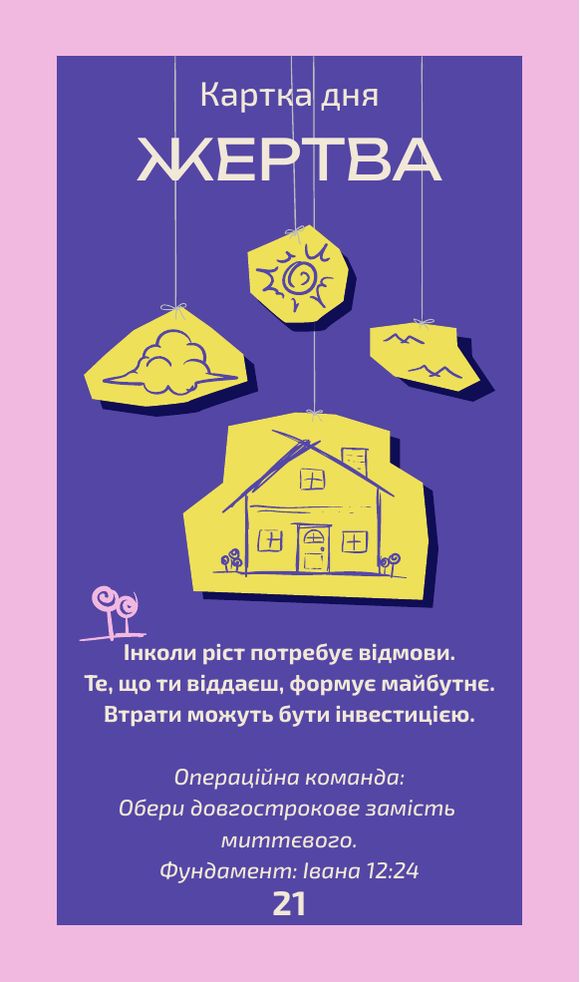 Картка дня
ЖЕРТВА
Інколи ріст потребує відмови.
Те, що ти віддаєш, формує майбутнє.
Втрати можуть бути інвестицією.
Операційна команда:
Обери довгострокове замість
миттєвого.
Фундамент: Івана 12:24
21